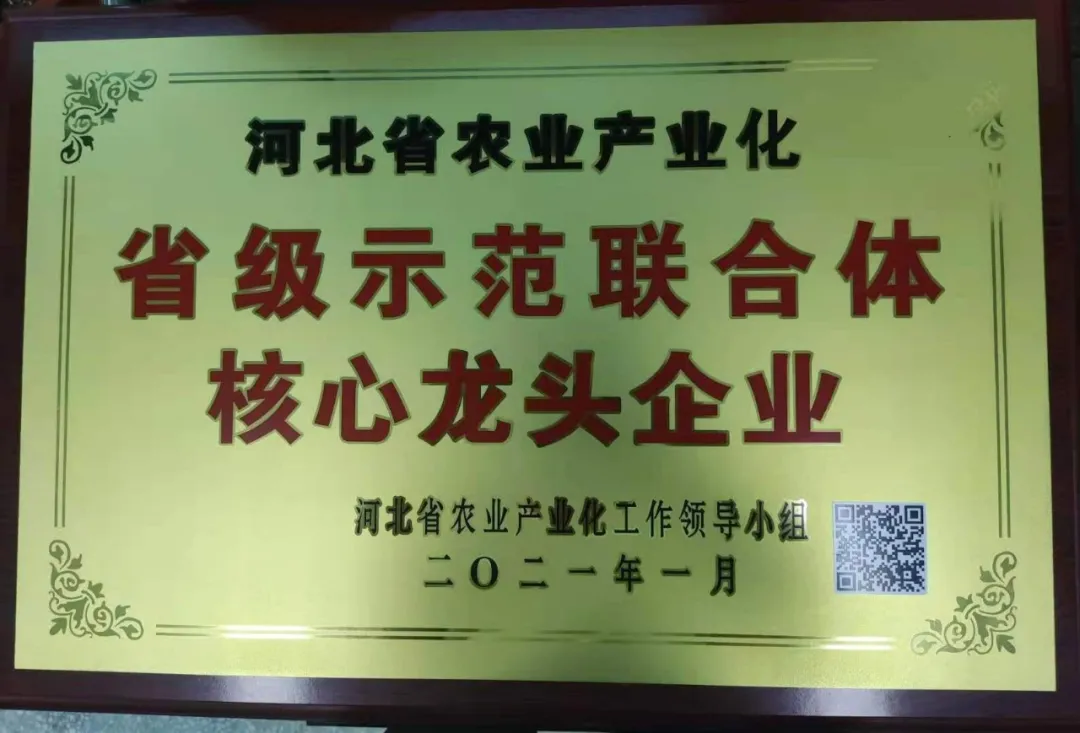 河北省农业产业化
省级示范联合体
核心龙头企业
河北省农业产业化工作领导小组
二〇二一年一月